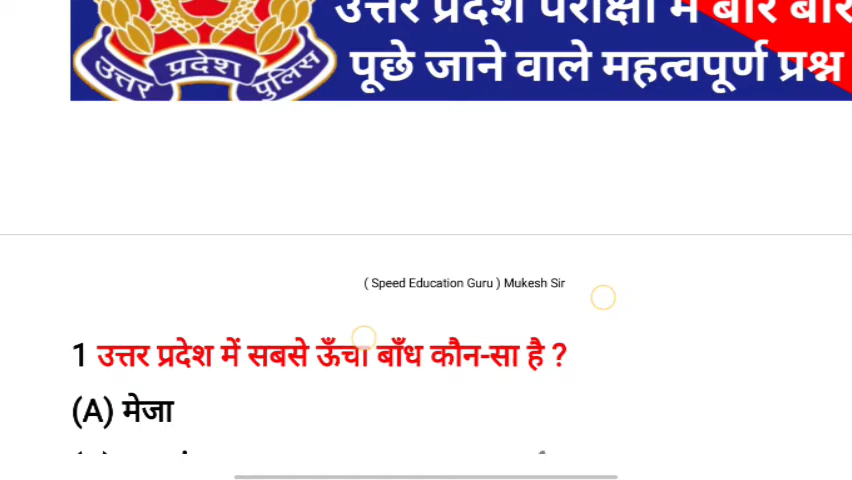 उत्तर प्रदेश परीक्षा में बार बार
पूछे जाने वाले महत्वपूर्ण प्रश्न
उत्तर प्रदेश पुलिस
( Speed Education Guru ) Mukesh Sir
1 उत्तर प्रदेश में सबसे ऊँचा बाँध कौन-सा है ?
(A) मेजा